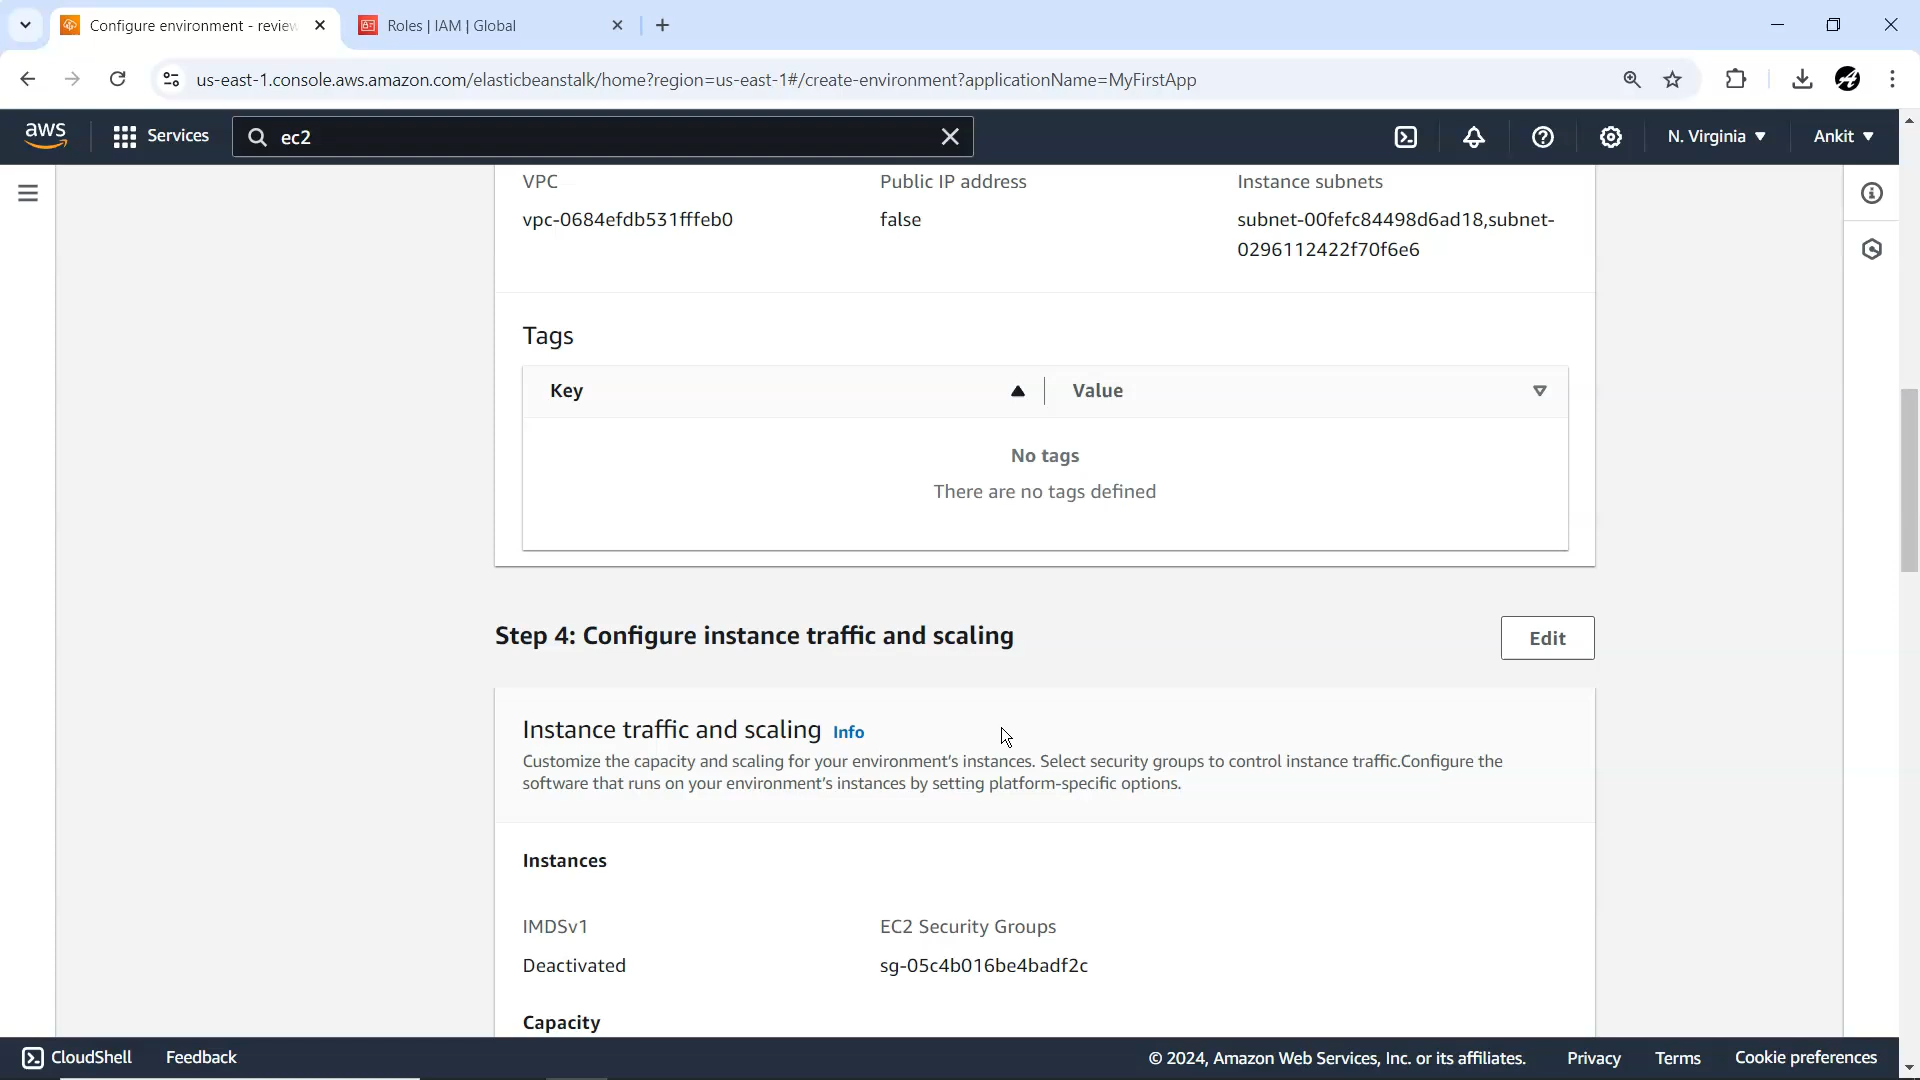 Configure environment - review
Roles | IAM | Global
us-east-1.console.aws.amazon.com/elasticbeanstalk/home?region=us-east-1#/create-environment?applicationName=MyFirstApp
aws
Services
ec2
N. Virginia
Ankit
VPC
Public IP address
Instance subnets
vpc-0684efdb531fffeb0
false
subnet-00fefc84498d6ad18,subnet-
0296112422f70f6e6
Tags
Key
Value
No tags
There are no tags defined
Step 4: Configure instance traffic and scaling
Edit
Instance traffic and scaling Info
Customize the capacity and scaling for your environment's instances. Select security groups to control instance traffic.Configure the
software that runs on your environment's instances by setting platform-specific options.
Instances
IMDSv1
EC2 Security Groups
Deactivated
sg-05c4b016be4badf2c
Capacity
CloudShell
Feedback
© 2024, Amazon Web Services, Inc. or its affiliates.
Privacy
Terms
Cookie preferences